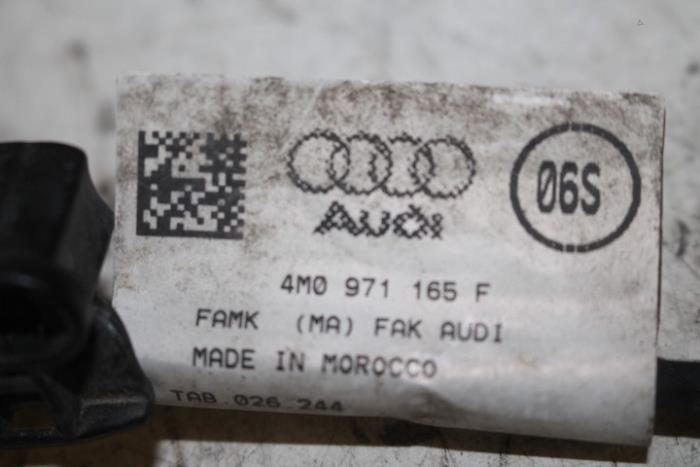 AUDI
06S
4M0 971 165 F
FAMK (MA) FAK AUDI
MADE IN MOROCCO
TAB 026 244